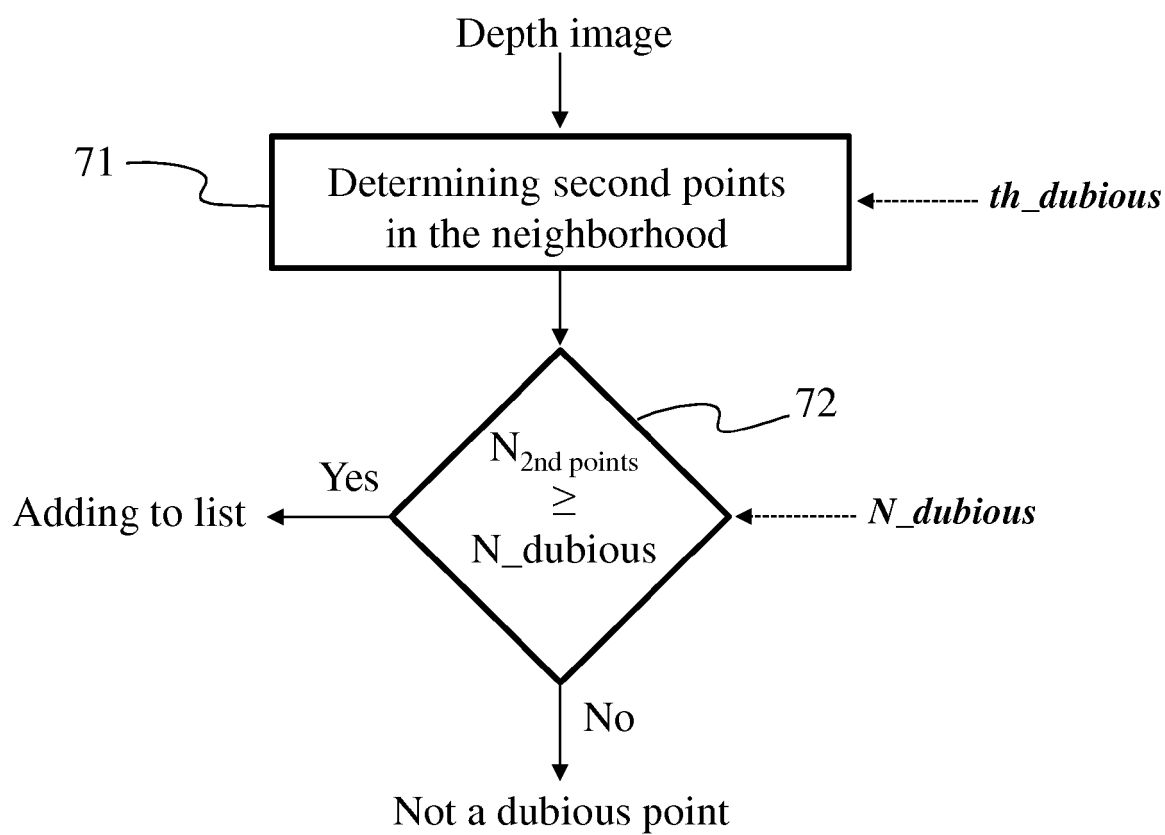 Depth image
71
Determining second points
in the neighborhood
th_dubious
72
N2nd points
≥
N_dubious
Yes
Adding to list
N_dubious
No
Not a dubious point